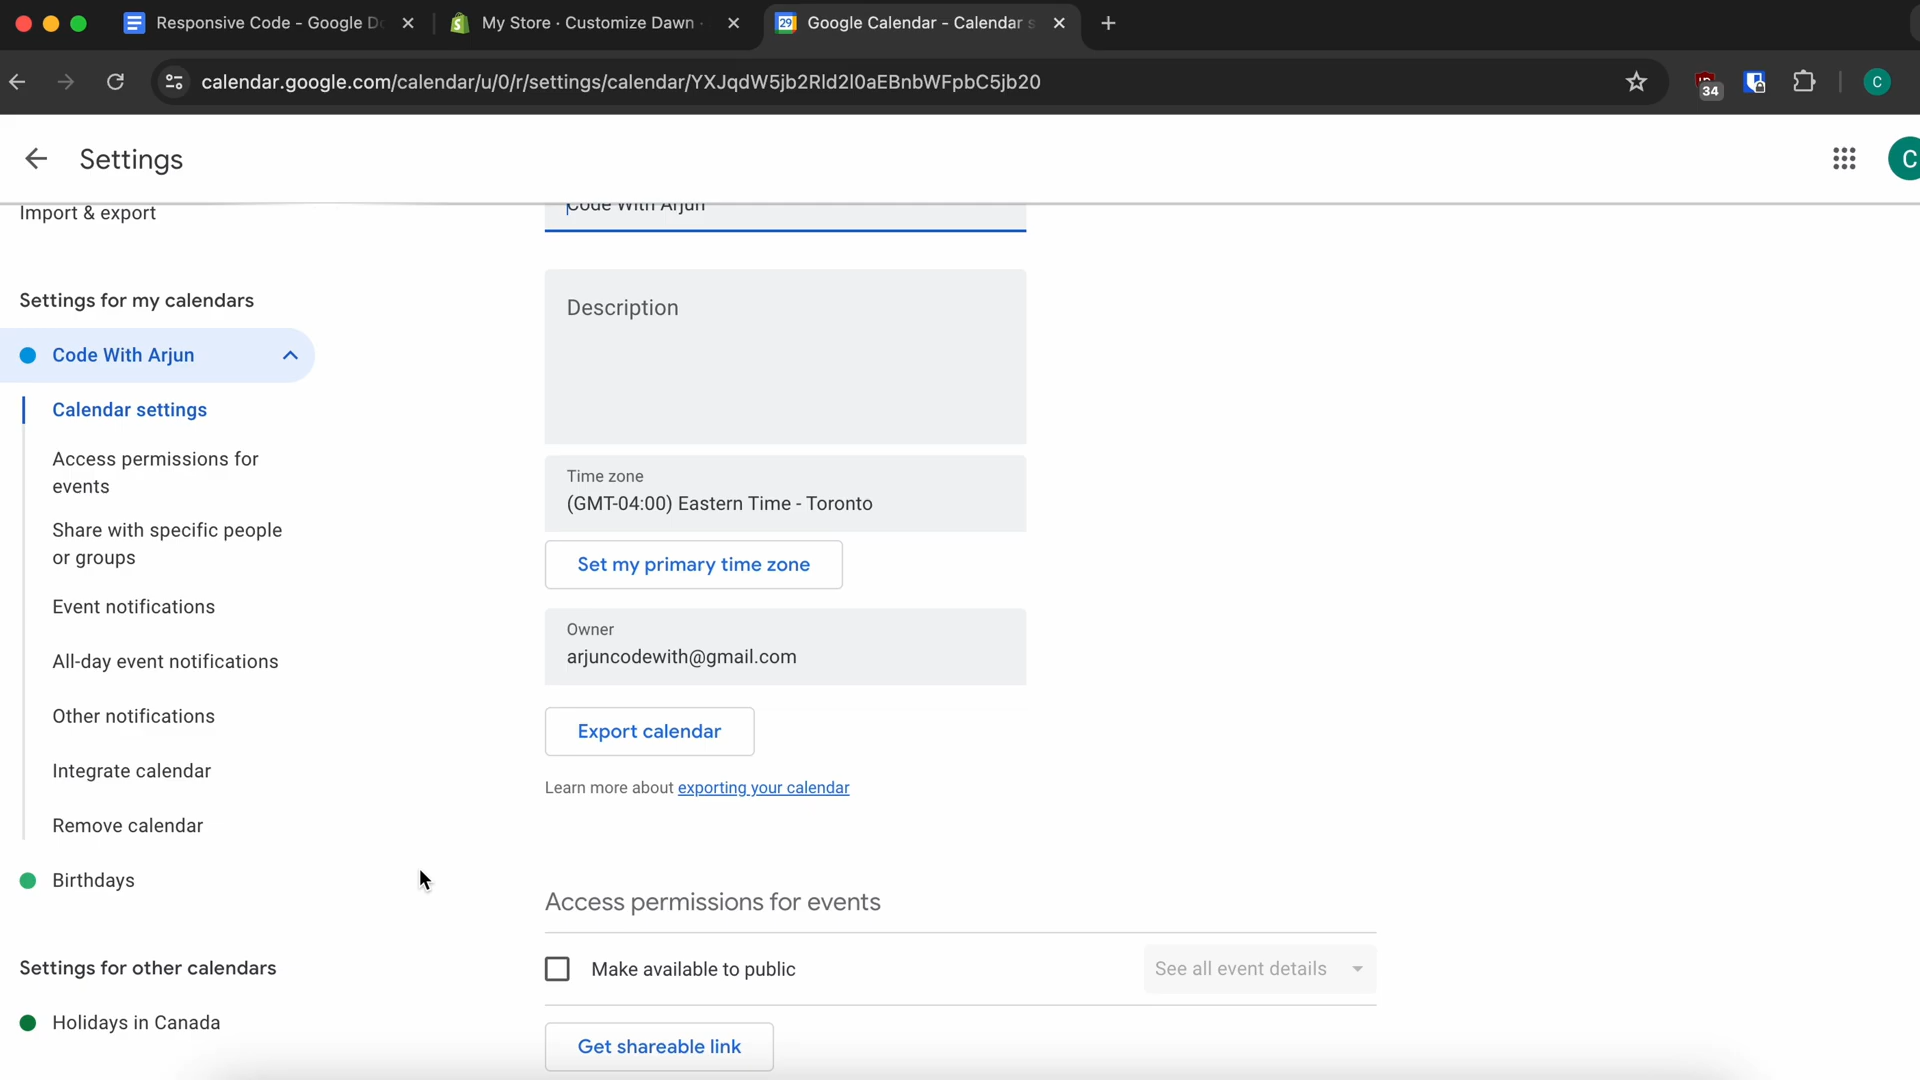 Responsive Code - Google D
My Store · Customize Dawn ·
29
Google Calendar - Calendar s
calendar.google.com/calendar/u/0/r/settings/calendar/YXJqdW5jb2Rld2l0aEBnbWFpbC5jb20
34
C
Settings
C
Import & export
Settings for my calendars
Code With Arjun
Calendar settings
Access permissions for
events
Share with specific people
or groups
Event notifications
All-day event notifications
Other notifications
Integrate calendar
Remove calendar
Birthdays
Settings for other calendars
Holidays in Canada
Code With Arjun
Description
Time zone
(GMT-04:00) Eastern Time - Toronto
Set my primary time zone
Owner
arjuncodewith@gmail.com
Export calendar
Learn more about exporting your calendar
Access permissions for events
Make available to public
See all event details
Get shareable link